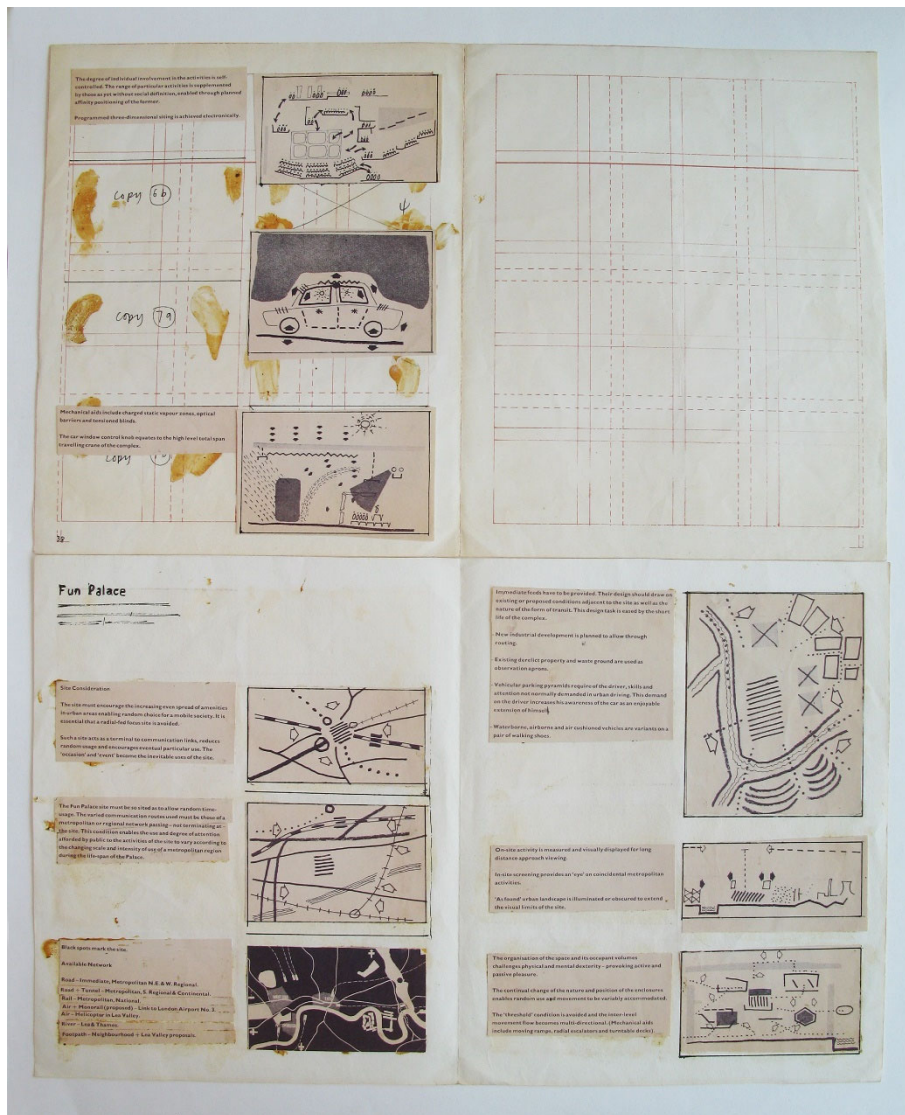 The degree of individual involvement in the activities is self-
controlled. The range of particular activities is supplemented
by those as yet without social definition, enabled through planned
affinity positioning of the former.
Programmed three-dimensional siting is achieved electronically.
Copy 6b
Copy 7a
Mechanical aids include charged static vapour zones, optical
barriers and tensioned blinds.
The car window control knob equates to the high level total span
travelling crane of the complex.
Copy
38
Fun Palace
Site Consideration
The site must encourage the increasing even spread of amenities
in urban areas enabling random choice for a mobile society. It is
essential that a radial-fed focus site is avoided.
Such a site acts as a terminal to communication links, reduces
random usage and encourages eventual particular use. The
'occasion' and 'event' become the inevitable uses of the site.
The Fun Palace site must be so sited as to allow random time-
usage. The varied communication routes used must be those of a
metropolitan or regional network passing – not terminating at –
the site. This condition enables the use and degree of attention
afforded by public to the activities of the site to vary according to
the changing scale and intensity of use of a metropolitan region
during the life-span of the Palace.
Black spots mark the site.
Available Network
Road – Immediate, Metropolitan N.E. & W. Regional
Road + Tunnel – Metropolitan, S. Regional & Continental.
Rail – Metropolitan, National.
Air + Monorail (proposed) – Link to London Airport No. 3.
Air – Helicopter in Lea Valley.
River – Lea & Thames.
Footpath – Neighbourhood + Lea Valley proposals.
Immediate feeds have to be provided. Their design should draw on
existing or proposed conditions adjacent to the site as well as the
nature of the form of transit. This design task is eased by the short
life of the complex.
New industrial development is planned to allow through
routing.
Existing derelict property and waste ground are used as
observation aprons.
Vehicular parking pyramids require of the driver, skills and
attention not normally demanded in urban driving. This demand
on the driver increases his awareness of the car as an enjoyable
extension of himself.
Waterborne, airborne and air cushioned vehicles are variants on a
pair of walking shoes.
On-site activity is measured and visually displayed for long
distance approach viewing.
In-site screening provides an 'eye' on coincidental metropolitan
activities.
'As found' urban landscape is illuminated or obscured to extend
the visual limits of the site.
The organisation of the space and its occupant volumes
challenges physical and mental dexterity – provoking active and
passive pleasure.
The continual change of the nature and position of the enclosures
enables random use and movement to be variably accommodated.
The 'threshold' condition is avoided and the inter-level
movement flow becomes multi-directional. (Mechanical aids
include moving ramps, radial escalators and turntable decks)